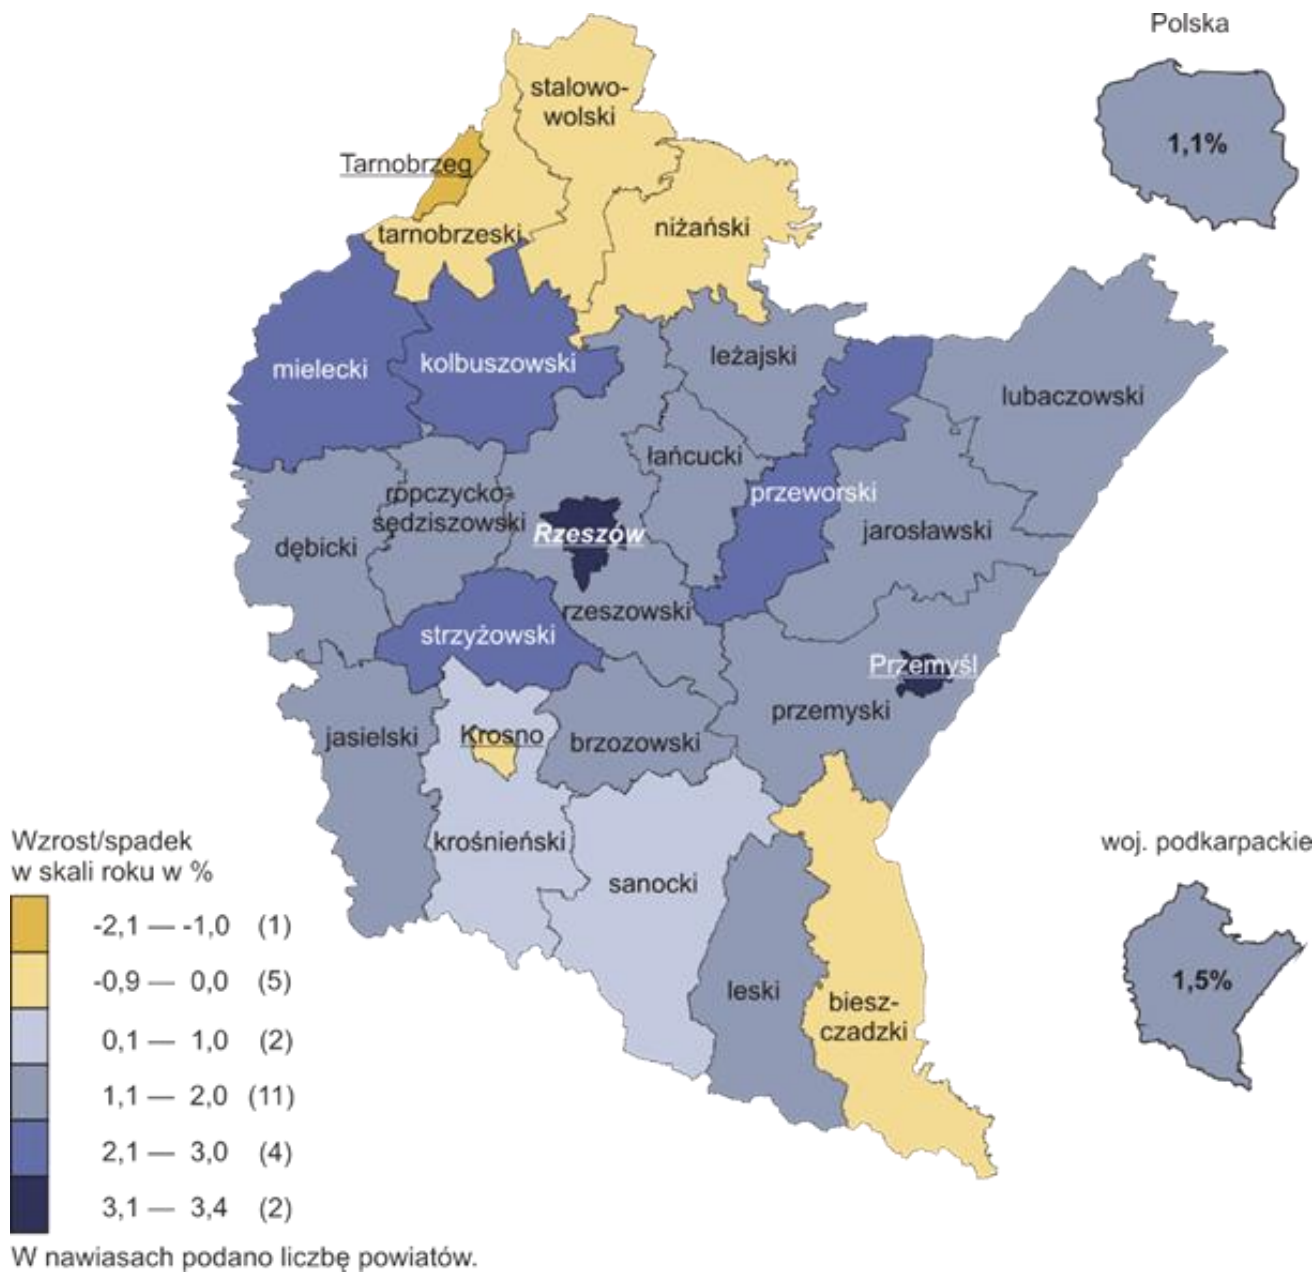 Polska
1,1%
stalowo-
wolski
Tarnobrzeg
tarnobrzeski
niżański
mielecki
kolbuszowski
leżajski
lubaczowski
łańcucki
ropczycko-
sędziszowski
przeworski
jarosławski
dębicki
Rzeszów
rzeszowski
strzyżowski
Przemyśl
przemyski
jasielski
Krosno
brzozowski
krośnieński
sanocki
leski
biesz-
czadzki
woj. podkarpackie
1,5%
Wzrost/spadek
w skali roku w %
-2,1 — -1,0 (1)
-0,9 — 0,0 (5)
0,1 — 1,0 (2)
1,1 — 2,0 (11)
2,1 — 3,0 (4)
3,1 — 3,4 (2)
W nawiasach podano liczbę powiatów.